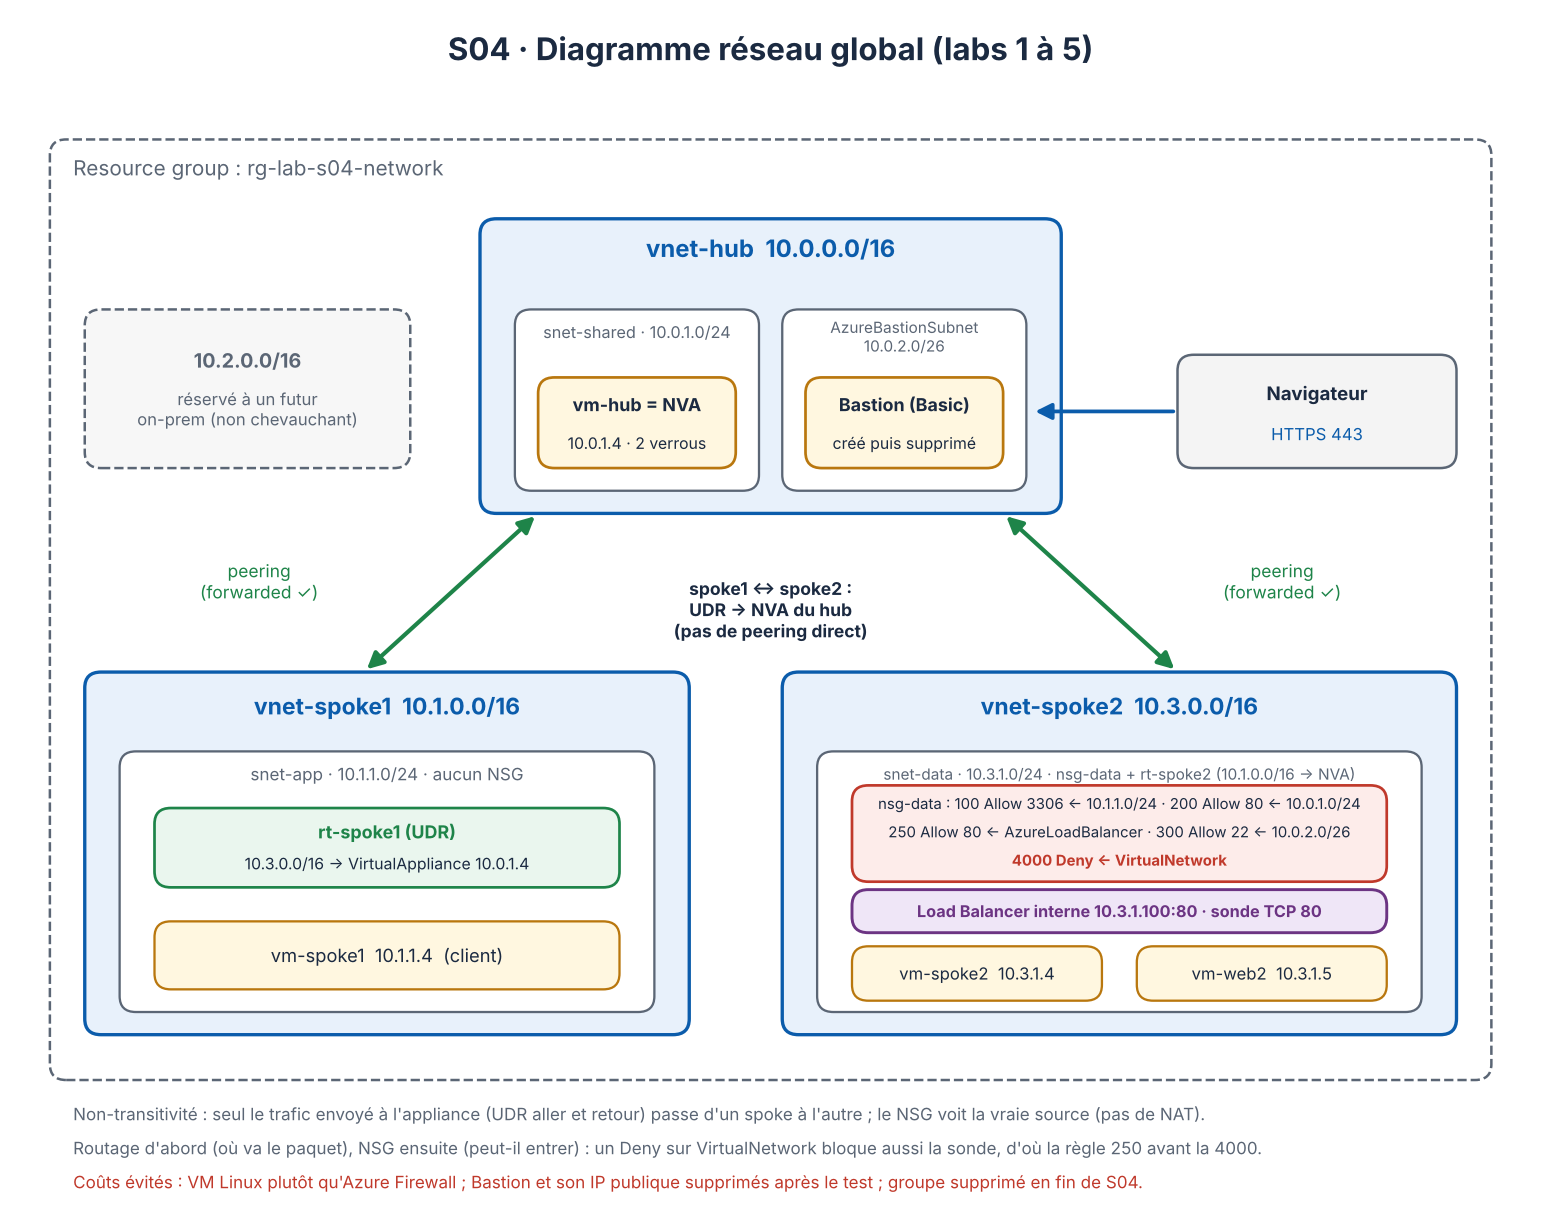 S04 · Diagramme réseau global (labs 1 à 5)
Resource group : rg-lab-s04-network
vnet-hub 10.0.0.0/16
snet-shared · 10.0.1.0/24
vm-hub = NVA
10.0.1.4 · 2 verrous
AzureBastionSubnet
10.0.2.0/26
Bastion (Basic)
créé puis supprimé
10.2.0.0/16
réservé à un futur
on-prem (non chevauchant)
Navigateur
HTTPS 443
peering
(forwarded ✓)
spoke1 ↔ spoke2 :
UDR → NVA du hub
(pas de peering direct)
peering
(forwarded ✓)
vnet-spoke1 10.1.0.0/16
snet-app · 10.1.1.0/24 · aucun NSG
rt-spoke1 (UDR)
10.3.0.0/16 → VirtualAppliance 10.0.1.4
vm-spoke1 10.1.1.4 (client)
vnet-spoke2 10.3.0.0/16
snet-data · 10.3.1.0/24 · nsg-data + rt-spoke2 (10.1.0.0/16 → NVA)
nsg-data : 100 Allow 3306 ← 10.1.1.0/24 · 200 Allow 80 ← 10.0.1.0/24
250 Allow 80 ← AzureLoadBalancer · 300 Allow 22 ← 10.0.2.0/26
4000 Deny ← VirtualNetwork
Load Balancer interne 10.3.1.100:80 · sonde TCP 80
vm-spoke2 10.3.1.4
vm-web2 10.3.1.5
Non-transitivité : seul le trafic envoyé à l'appliance (UDR aller et retour) passe d'un spoke à l'autre ; le NSG voit la vraie source (pas de NAT).
Routage d'abord (où va le paquet), NSG ensuite (peut-il entrer) : un Deny sur VirtualNetwork bloque aussi la sonde, d'où la règle 250 avant la 4000.
Coûts évités : VM Linux plutôt qu'Azure Firewall ; Bastion et son IP publique supprimés après le test ; groupe supprimé en fin de S04.